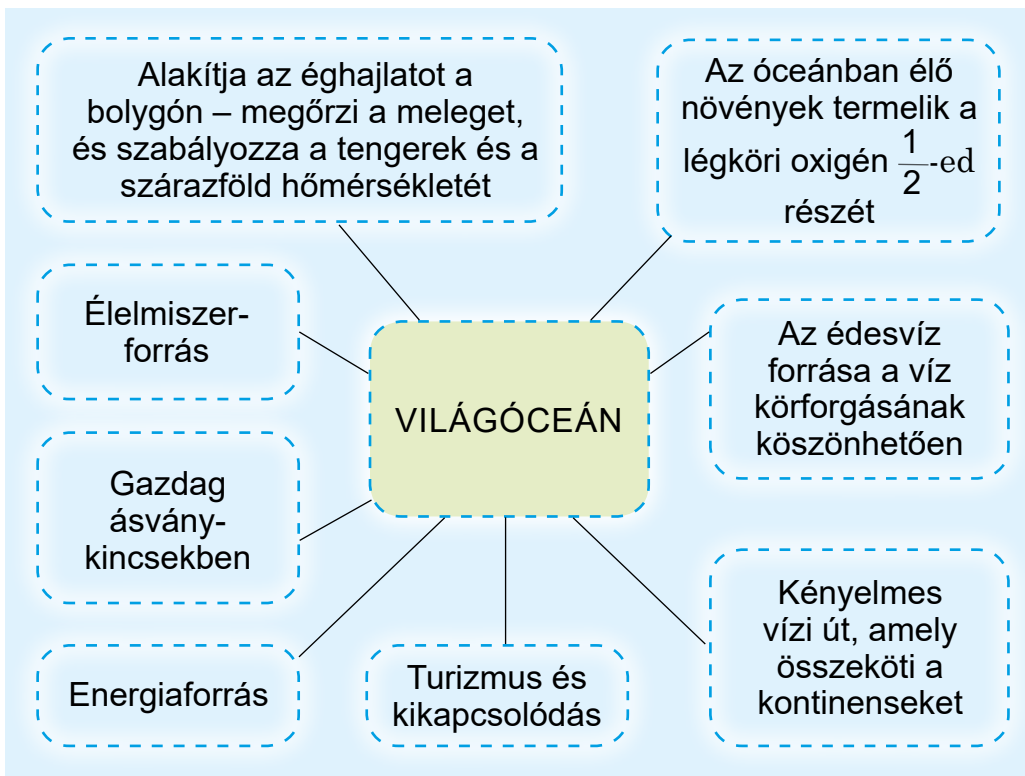 Alakítja az éghajlatot a
bolygón – megőrzi a meleget,
és szabályozza a tengerek és a
szárazföld hőmérsékletét
Az óceánban élő
növények termelik a
légköri oxigén 1/2-ed
részét
Élelmiszer-
forrás
VILÁGÓCEÁN
Az édesvíz
forrása a víz
körforgásának
köszönhetően
Gazdag
ásvány-
kincsekben
Energiaforrás
Turizmus és
kikapcsolódás
Kényelmes
vízi út, amely
összeköti a
kontinenseket